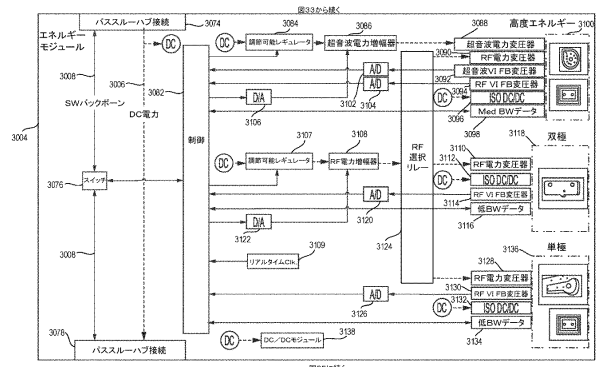 図33から続く
エネルギー
モジュール
パススルーハブ接続
3074
DC
3084
調節可能レギュレータ
3086
超音波電力増幅器
3088
超音波電力変圧器
高度エネルギー
3100
3090
RF電力変圧器
3008
3006
3082
A/D
3092
超音波VI FB変圧器
3102
A/D
3104
3094
RF VI FB変圧器
DC
3096
ISO DC/DC
D/A
3106
Med BWデータ
3098
SWバックボーン
DC電力
3004
制御
3107
3108
3110
双極
3118
DC
調節可能レギュレータ
RF電力増幅器
RF
選択
リレー
3112
RF電力変圧器
3076
スイッチ
DC
ISO DC/DC
A/D
3114
RF VI FB変圧器
3120
低BWデータ
3116
D/A
3122
3124
3008
3109
リアルタイムClk.
3128
単極
3136
RF電力変圧器
A/D
3130
RF VI FB変圧器
3126
3132
DC
ISO DC/DC
低BWデータ
3134
3078
パススルーハブ接続
DC
DC/DCモジュール
3138